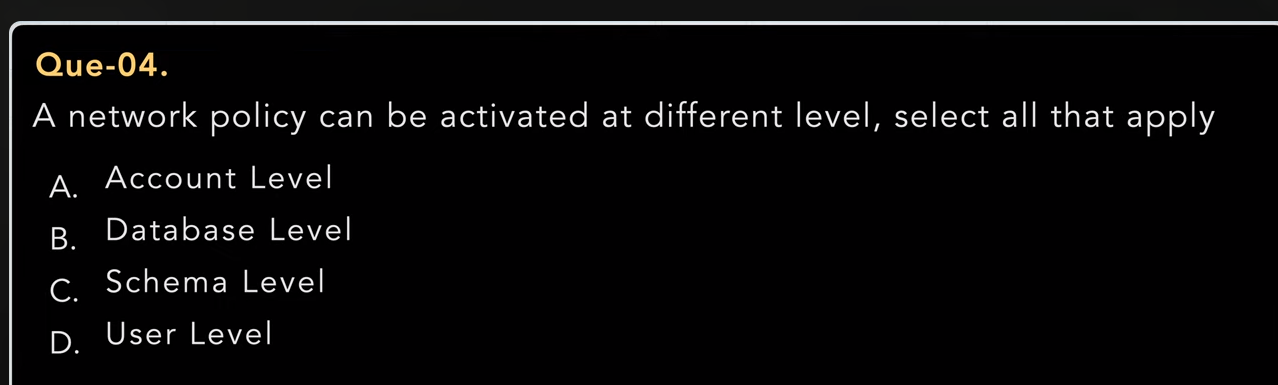 Que-04.
A network policy can be activated at different level, select all that apply
A. Account Level
B. Database Level
C. Schema Level
D. User Level